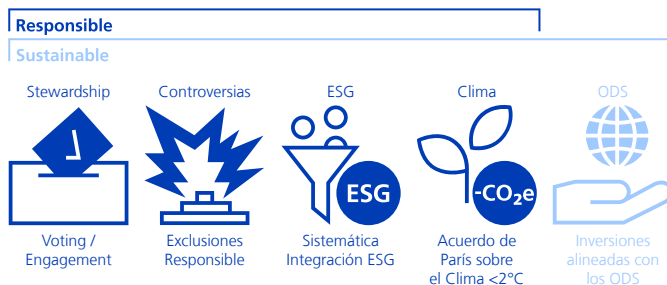 Responsible
Sustainable
Stewardship
Controversias
ESG
Clima
ODS
ESG
-CO₂e
Voting /
Engagement
Exclusiones
Responsible
Sistemática
Integración ESG
Acuerdo de
París sobre
el Clima <2°C
Inversiones
alineadas con
los ODS